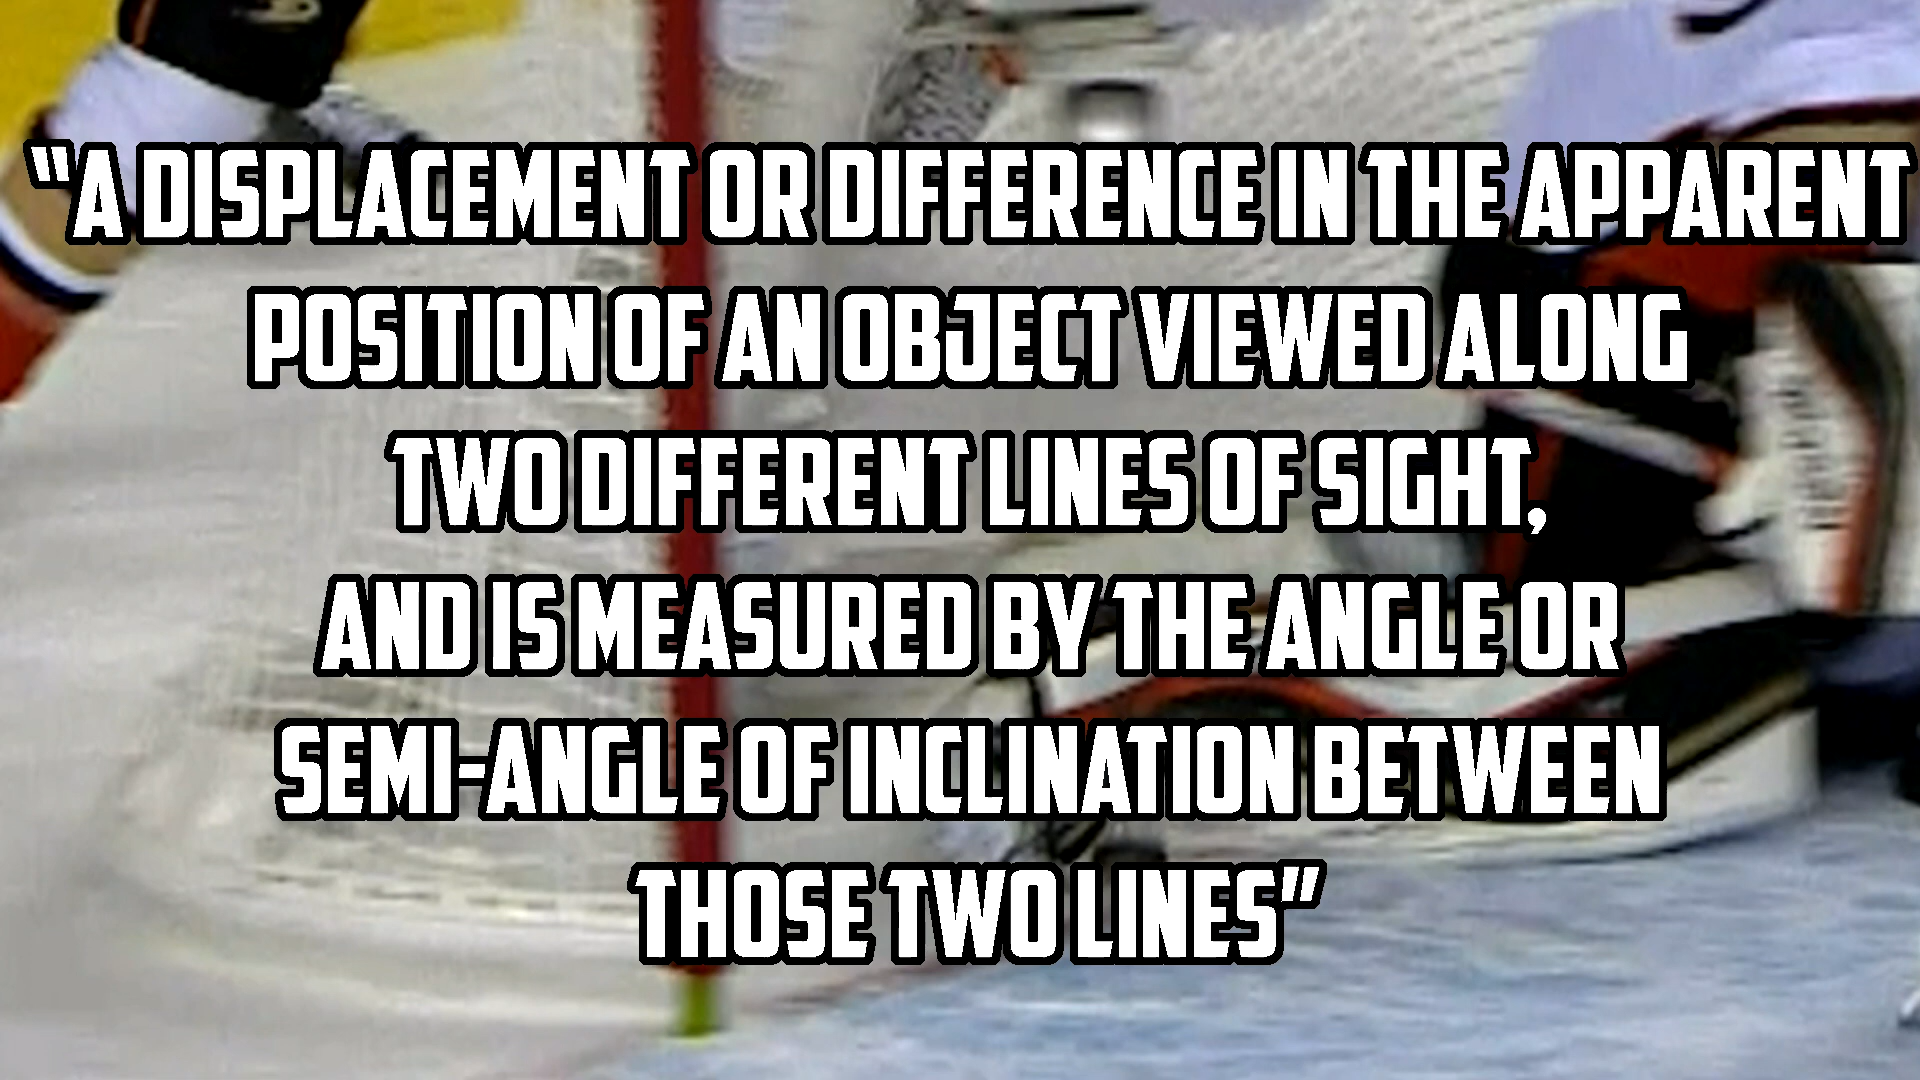 “A DISPLACEMENT OR DIFFERENCE IN THE APPARENT
POSITION OF AN OBJECT VIEWED ALONG
TWO DIFFERENT LINES OF SIGHT,
AND IS MEASURED BY THE ANGLE OR
SEMI-ANGLE OF INCLINATION BETWEEN
THOSE TWO LINES”